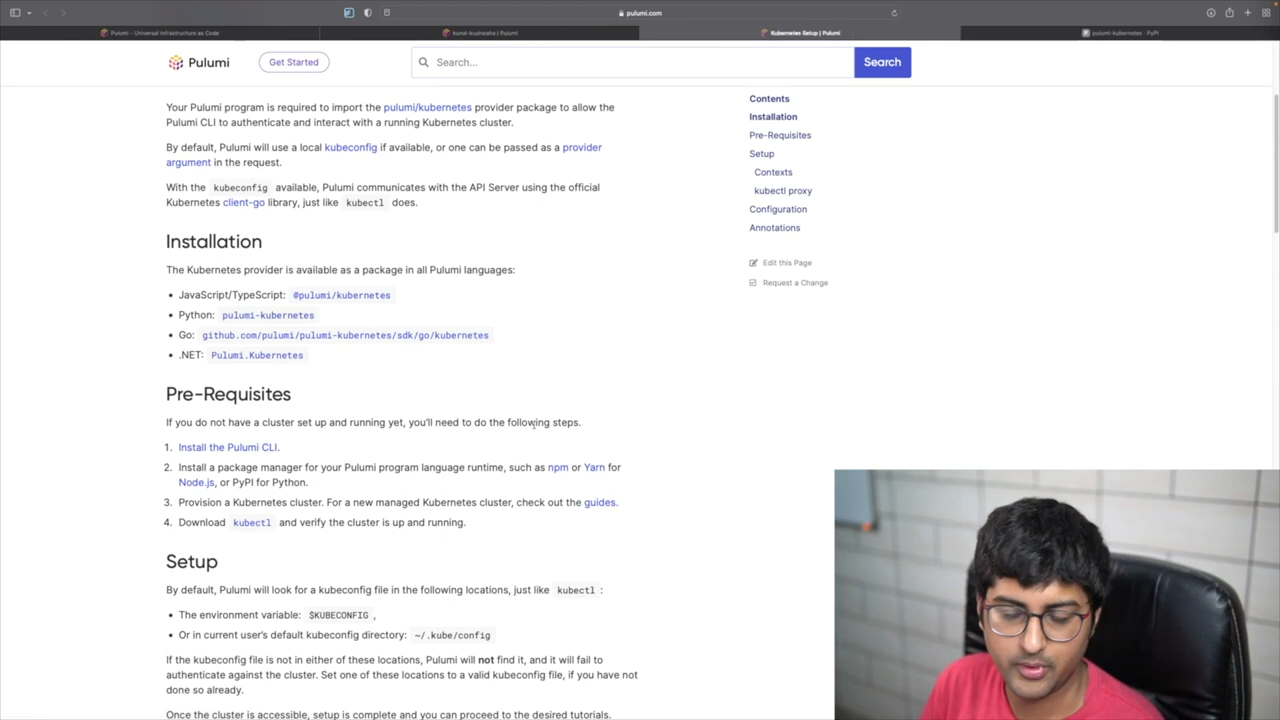 pulumi.com
Pulumi - Universal Infrastructure as Code
kunal-kushwaha | Pulumi
Kubernetes Setup | Pulumi
pulumi-kubernetes · PyPI
Pulumi
Get Started
Search...
Search
Your Pulumi program is required to import the pulumi/kubernetes provider package to allow the
Pulumi CLI to authenticate and interact with a running Kubernetes cluster.
By default, Pulumi will use a local kubeconfig if available, or one can be passed as a provider
argument in the request.
With the kubeconfig available, Pulumi communicates with the API Server using the official
Kubernetes client-go library, just like kubectl does.
Installation
The Kubernetes provider is available as a package in all Pulumi languages:
• JavaScript/TypeScript: @pulumi/kubernetes
• Python: pulumi-kubernetes
• Go: github.com/pulumi/pulumi-kubernetes/sdk/go/kubernetes
• .NET: Pulumi.Kubernetes
Pre-Requisites
If you do not have a cluster set up and running yet, you'll need to do the following steps.
1. Install the Pulumi CLI.
2. Install a package manager for your Pulumi program language runtime, such as npm or Yarn for
Node.js, or PyPI for Python.
3. Provision a Kubernetes cluster. For a new managed Kubernetes cluster, check out the guides.
4. Download kubectl and verify the cluster is up and running.
Setup
By default, Pulumi will look for a kubeconfig file in the following locations, just like kubectl :
• The environment variable: $KUBECONFIG ,
• Or in current user's default kubeconfig directory: ~/.kube/config
If the kubeconfig file is not in either of these locations, Pulumi will not find it, and it will fail to
authenticate against the cluster. Set one of these locations to a valid kubeconfig file, if you have not
done so already.
Once the cluster is accessible, setup is complete and you can proceed to the desired tutorials.
Contents
Installation
Pre-Requisites
Setup
Contexts
kubectl proxy
Configuration
Annotations
Edit this Page
Request a Change